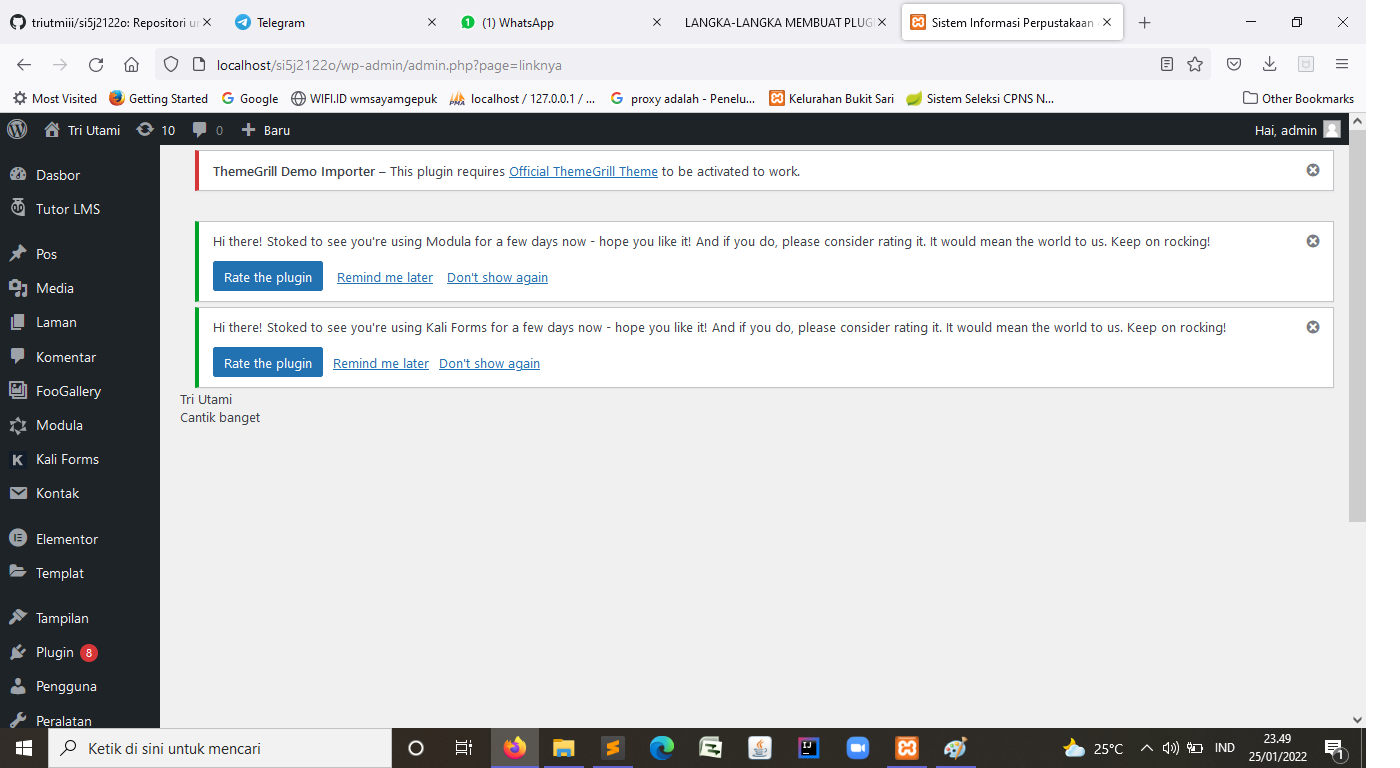 triutmiii/si5j2122o: Repositori un
Telegram
(1) WhatsApp
LANGKA-LANGKA MEMBUAT PLUG
Sistem Informasi Perpustakaan
localhost/si5j2122o/wp-admin/admin.php?page=linknya
Most Visited
Getting Started
Google
WIFI.ID wmsayamgepuk
localhost / 127.0.0.1 / ...
proxy adalah - Penelu...
Kelurahan Bukit Sari
Sistem Seleksi CPNS N...
Other Bookmarks
Tri Utami
10
0
Baru
Hai, admin
Dasbor
Tutor LMS
Pos
Media
Laman
Komentar
FooGallery
Modula
Kali Forms
Kontak
Elementor
Templat
Tampilan
Plugin 8
Pengguna
Peralatan
ThemeGrill Demo Importer – This plugin requires Official ThemeGrill Theme to be activated to work.
Hi there! Stoked to see you're using Modula for a few days now - hope you like it! And if you do, please consider rating it. It would mean the world to us. Keep on rocking!
Rate the plugin Remind me later Don't show again
Hi there! Stoked to see you're using Kali Forms for a few days now - hope you like it! And if you do, please consider rating it. It would mean the world to us. Keep on rocking!
Rate the plugin Remind me later Don't show again
Tri Utami
Cantik banget
Ketik di sini untuk mencari
25°C
IND
23.49
25/01/2022
1